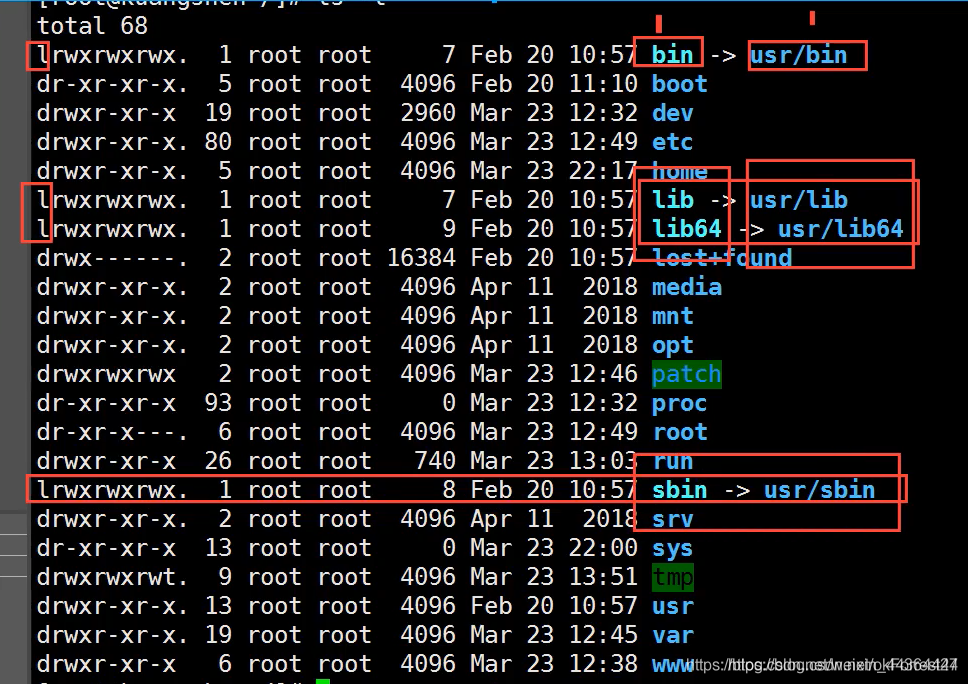 total 68
lrwxrwxrwx. 1 root root 7 Feb 20 10:57 bin -> usr/bin
dr-xr-xr-x. 5 root root 4096 Feb 20 11:10 boot
drwxr-xr-x 19 root root 2960 Mar 23 12:32 dev
drwxr-xr-x. 80 root root 4096 Mar 23 12:49 etc
drwxr-xr-x. 5 root root 4096 Mar 23 22:17 home
lrwxrwxrwx. 1 root root 7 Feb 20 10:57 lib -> usr/lib
lrwxrwxrwx. 1 root root 9 Feb 20 10:57 lib64 -> usr/lib64
drwx------. 2 root root 16384 Feb 20 10:57 lost+found
drwxr-xr-x. 2 root root 4096 Apr 11 2018 media
drwxr-xr-x. 2 root root 4096 Apr 11 2018 mnt
drwxr-xr-x. 2 root root 4096 Apr 11 2018 opt
drwxrwxrwx 2 root root 4096 Mar 23 12:46 patch
dr-xr-xr-x 93 root root 0 Mar 23 12:32 proc
dr-xr-x---. 6 root root 4096 Mar 23 12:49 root
drwxr-xr-x 26 root root 740 Mar 23 13:03 run
lrwxrwxrwx. 1 root root 8 Feb 20 10:57 sbin -> usr/sbin
drwxr-xr-x. 2 root root 4096 Apr 11 2018 srv
dr-xr-xr-x 13 root root 0 Mar 23 22:00 sys
drwxrwxrwt. 9 root root 4096 Mar 23 13:51 tmp
drwxr-xr-x. 13 root root 4096 Feb 20 10:57 usr
drwxr-xr-x. 19 root root 4096 Mar 23 12:45 var
drwxr-xr-x 6 root root 4096 Mar 23 12:38 www